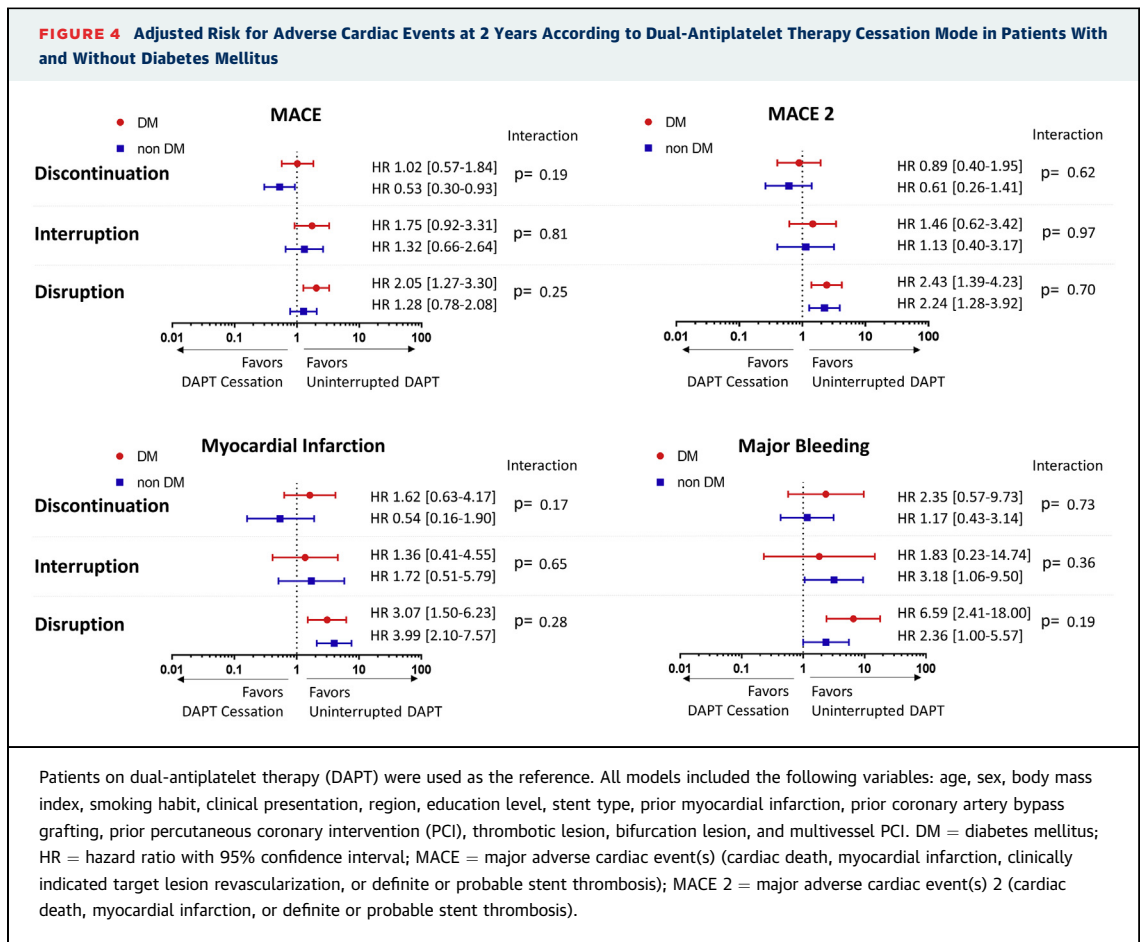 FIGURE 4 Adjusted Risk for Adverse Cardiac Events at 2 Years According to Dual-Antiplatelet Therapy Cessation Mode in Patients With
and Without Diabetes Mellitus
MACE
DM
non DM
Interaction
Discontinuation
HR 1.02 [0.57-1.84]
HR 0.53 [0.30-0.93]
p= 0.19
Interruption
HR 1.75 [0.92-3.31]
HR 1.32 [0.66-2.64]
p= 0.81
Disruption
HR 2.05 [1.27-3.30]
HR 1.28 [0.78-2.08]
p= 0.25
0.01 0.1 1 10 100
Favors Favors
DAPT Cessation Uninterrupted DAPT
MACE 2
DM
non DM
Interaction
HR 0.89 [0.40-1.95]
HR 0.61 [0.26-1.41]
p= 0.62
HR 1.46 [0.62-3.42]
HR 1.13 [0.40-3.17]
p= 0.97
HR 2.43 [1.39-4.23]
HR 2.24 [1.28-3.92]
p= 0.70
0.01 0.1 1 10 100
Favors Favors
DAPT Cessation Uninterrupted DAPT
Myocardial Infarction
DM
non DM
Interaction
Discontinuation
HR 1.62 [0.63-4.17]
HR 0.54 [0.16-1.90]
p= 0.17
Interruption
HR 1.36 [0.41-4.55]
HR 1.72 [0.51-5.79]
p= 0.65
Disruption
HR 3.07 [1.50-6.23]
HR 3.99 [2.10-7.57]
p= 0.28
0.01 0.1 1 10 100
Favors Favors
DAPT Cessation Uninterrupted DAPT
Major Bleeding
DM
non DM
Interaction
HR 2.35 [0.57-9.73]
HR 1.17 [0.43-3.14]
p= 0.73
HR 1.83 [0.23-14.74]
HR 3.18 [1.06-9.50]
p= 0.36
HR 6.59 [2.41-18.00]
HR 2.36 [1.00-5.57]
p= 0.19
0.01 0.1 1 10 100
Favors Favors
DAPT Cessation Uninterrupted DAPT
Patients on dual-antiplatelet therapy (DAPT) were used as the reference. All models included the following variables: age, sex, body mass
index, smoking habit, clinical presentation, region, education level, stent type, prior myocardial infarction, prior coronary artery bypass
grafting, prior percutaneous coronary intervention (PCI), thrombotic lesion, bifurcation lesion, and multivessel PCI. DM = diabetes mellitus;
HR = hazard ratio with 95% confidence interval; MACE = major adverse cardiac event(s) (cardiac death, myocardial infarction, clinically
indicated target lesion revascularization, or definite or probable stent thrombosis); MACE 2 = major adverse cardiac event(s) 2 (cardiac
death, myocardial infarction, or definite or probable stent thrombosis).